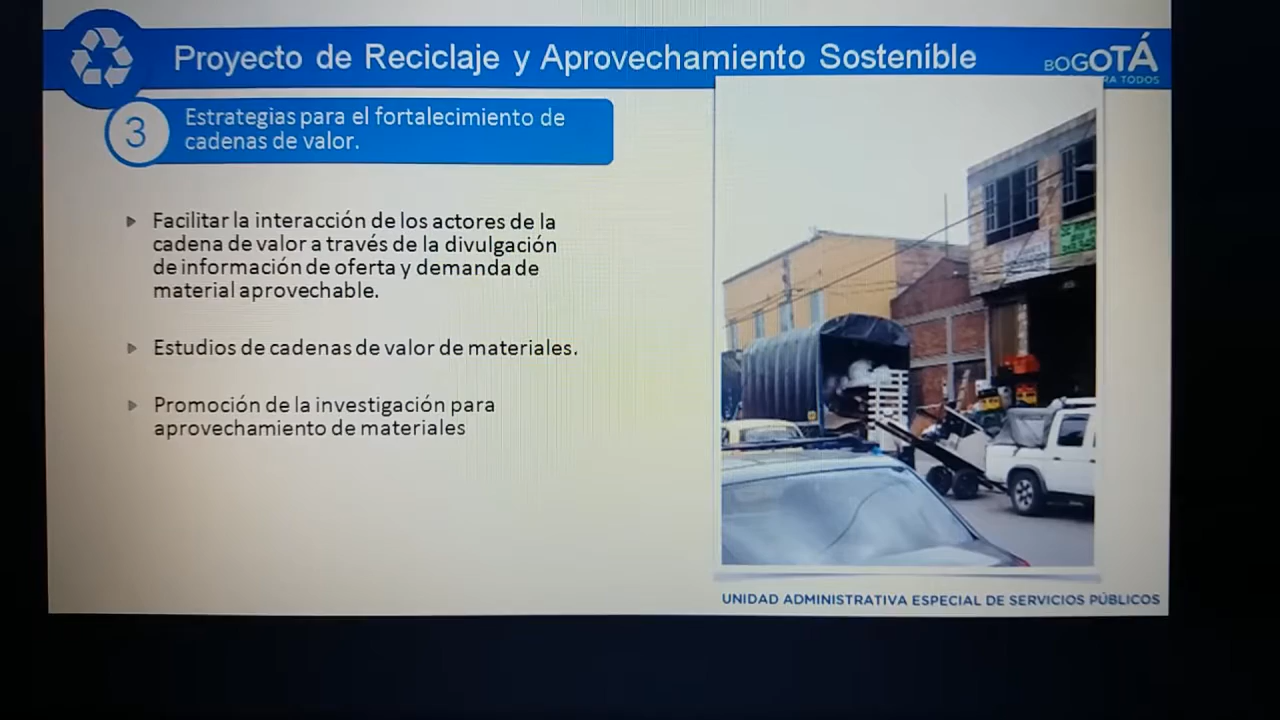 Proyecto de Reciclaje y Aprovechamiento Sostenible
BOGOTÁ
RA TODOS
3
Estrategias para el fortalecimiento de
cadenas de valor.
Facilitar la interacción de los actores de la
cadena de valor a través de la divulgación
de información de oferta y demanda de
material aprovechable.
Estudios de cadenas de valor de materiales.
Promoción de la investigación para
aprovechamiento de materiales
UNIDAD ADMINISTRATIVA ESPECIAL DE SERVICIOS PÚBLICOS